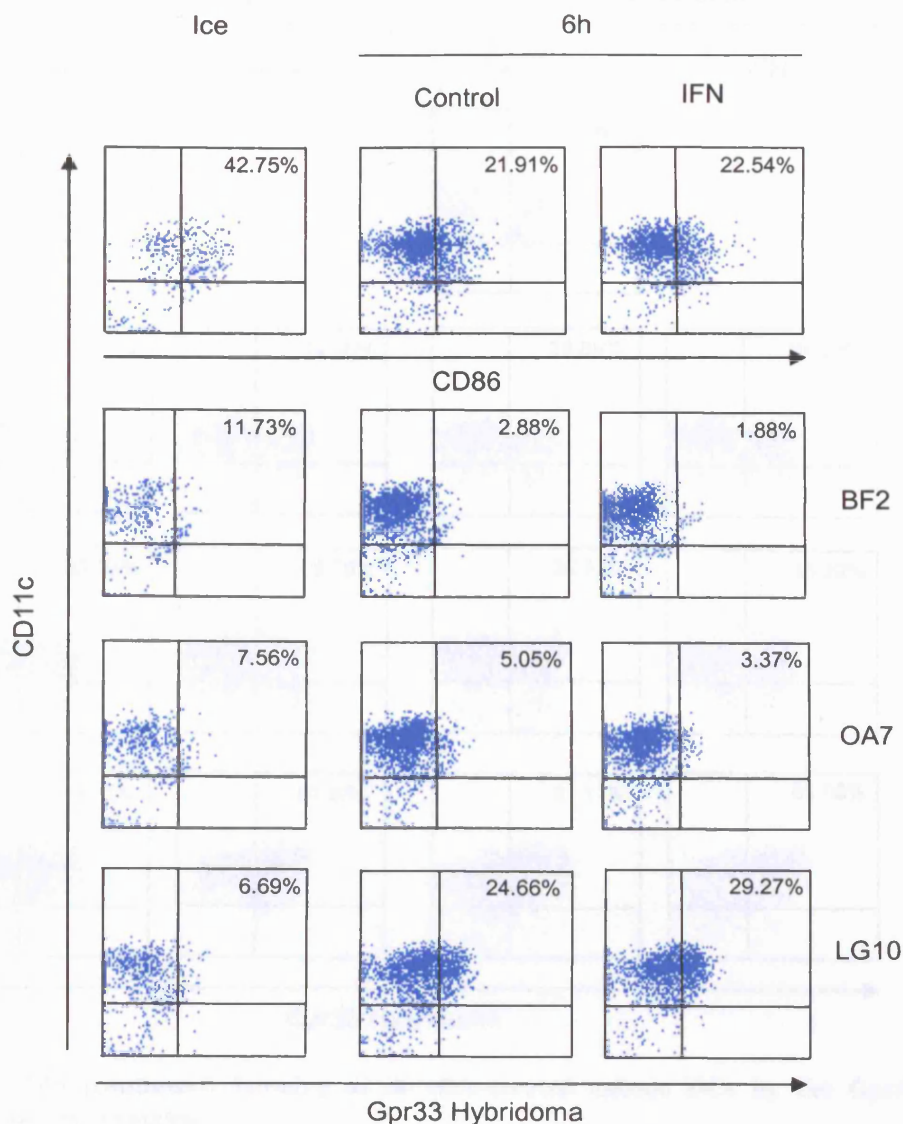 Ice
6h
Control
IFN
42.75%
21.91%
22.54%
CD86
11.73%
2.88%
1.88%
BF2
CD11c
7.56%
5.05%
3.37%
OA7
6.69%
24.66%
29.27%
LG10
Gpr33 Hybridoma